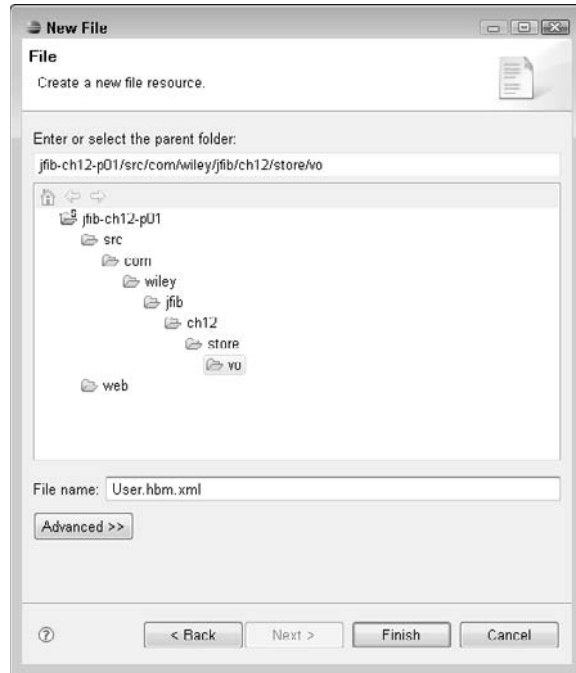 New File
File
Create a new file resource.
Enter or select the parent folder:
jfib-ch12-p01/src/com/wiley/jfib/ch12/store/vo
jfib-ch12-p01
src
com
wiley
jfib
ch12
store
vo
web
File name: User.hbm.xml
Advanced >>
< Back Next > Finish Cancel